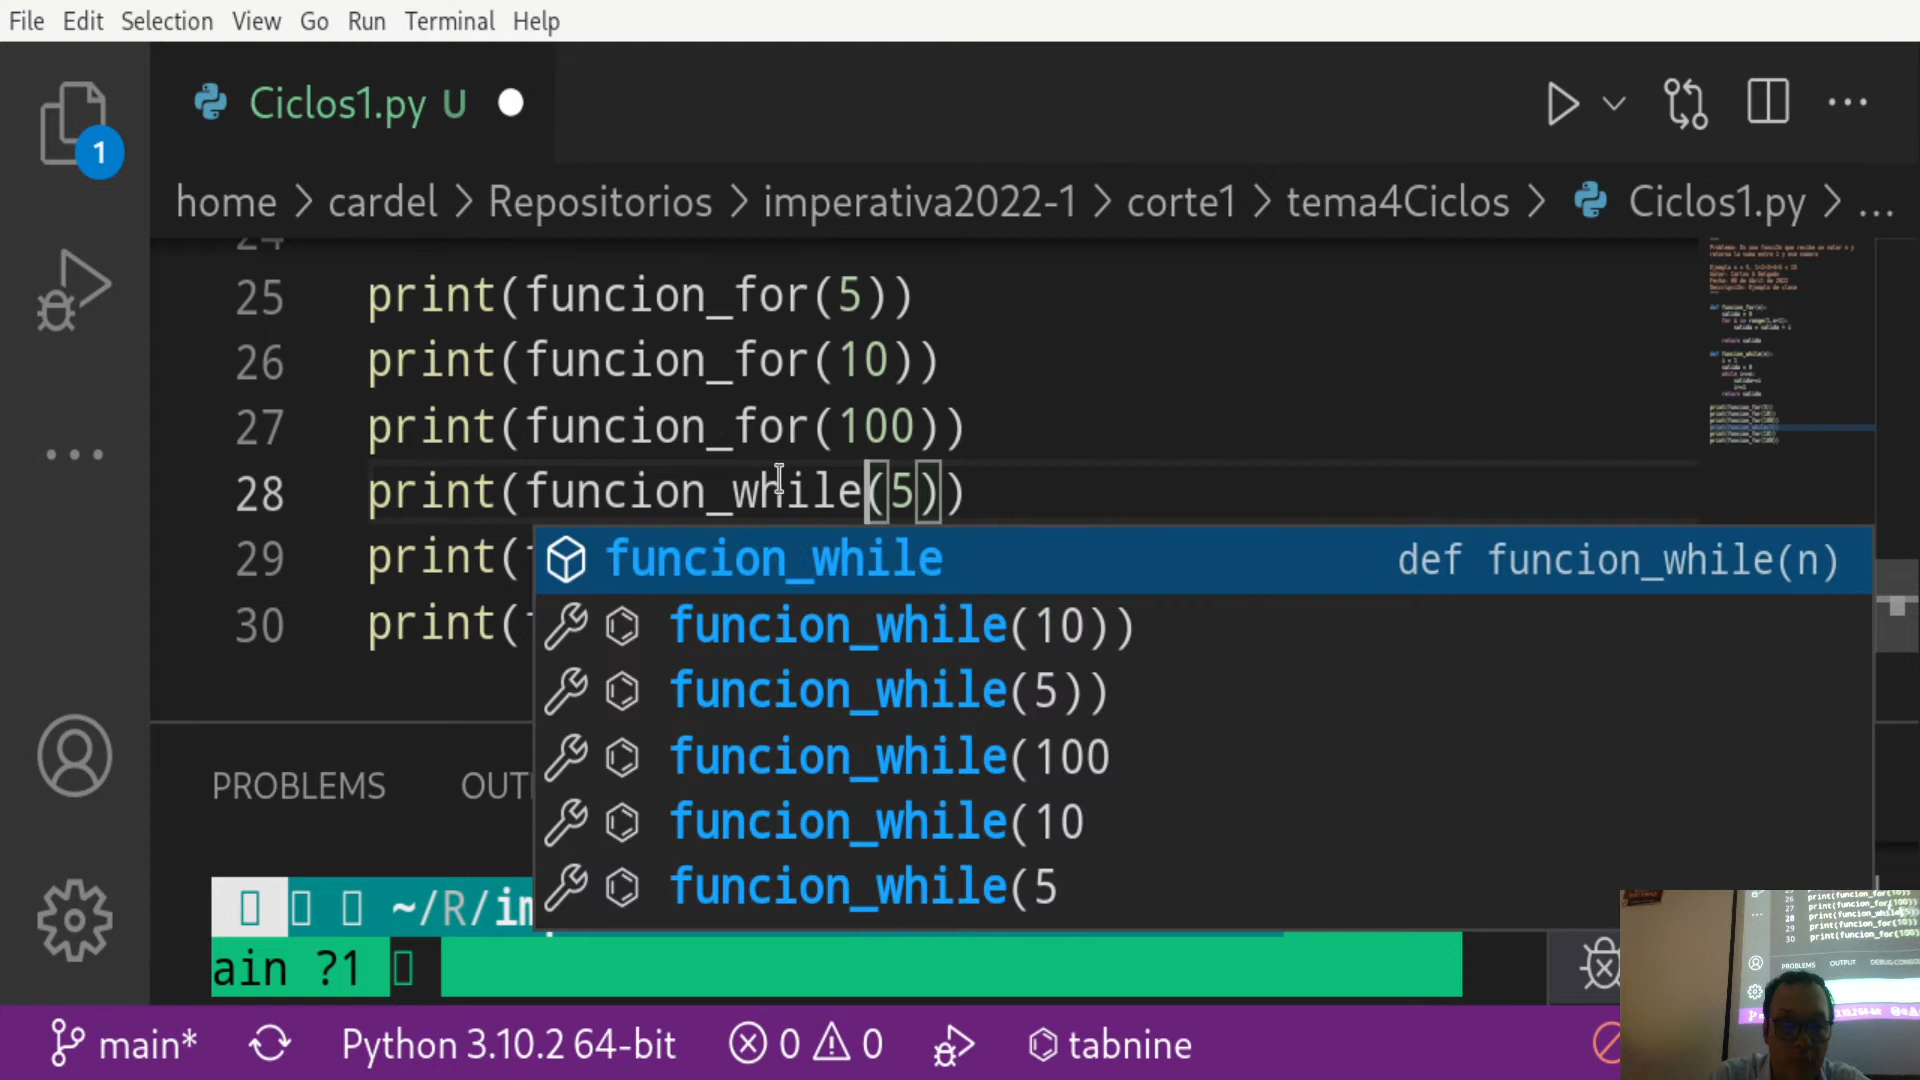 File Edit Selection View Go Run Terminal Help
Ciclos1.py U
1
home > cardel > Repositorios > imperativa2022-1 > corte1 > tema4Ciclos > Ciclos1.py > ...
24
25 print(funcion_for(5))
26 print(funcion_for(10))
27 print(funcion_for(100))
28 print(funcion_while(5))
29 print(
30 print(
funcion_while def funcion_while(n)
funcion_while(10))
funcion_while(5))
funcion_while(100
funcion_while(10
funcion_while(5
PROBLEMS OUT
~/R/im
ain ?1
main* Python 3.10.2 64-bit 0 0 tabnine